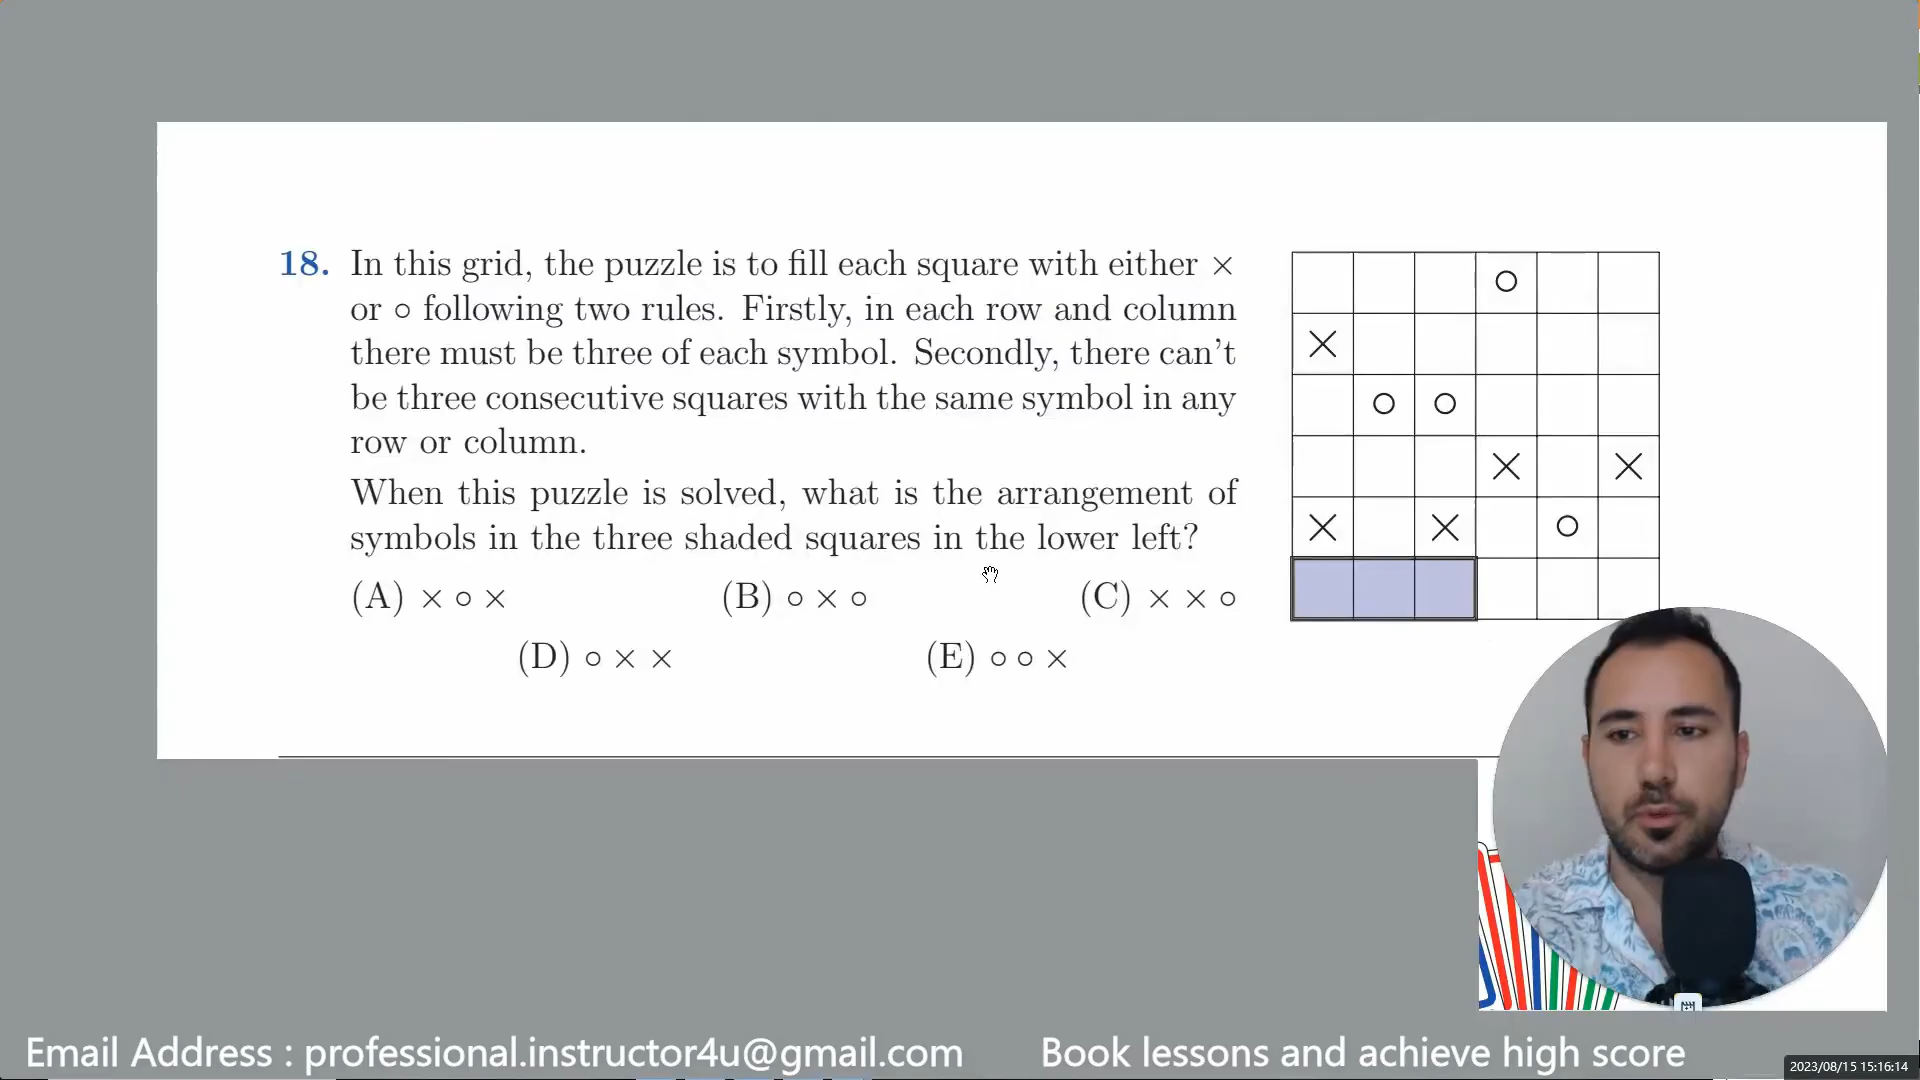 18. In this grid, the puzzle is to fill each square with either ×
or ○ following two rules. Firstly, in each row and column
there must be three of each symbol. Secondly, there can't
be three consecutive squares with the same symbol in any
row or column.
When this puzzle is solved, what is the arrangement of
symbols in the three shaded squares in the lower left?
(A) × ○ × (B) ○ × ○ (C) × × ○
(D) ○ × × (E) ○ ○ ×
○
×
○ ○
× ×
× × ○
Email Address : professional.instructor4u@gmail.com Book lessons and achieve high score
2023/08/15 15:16:14